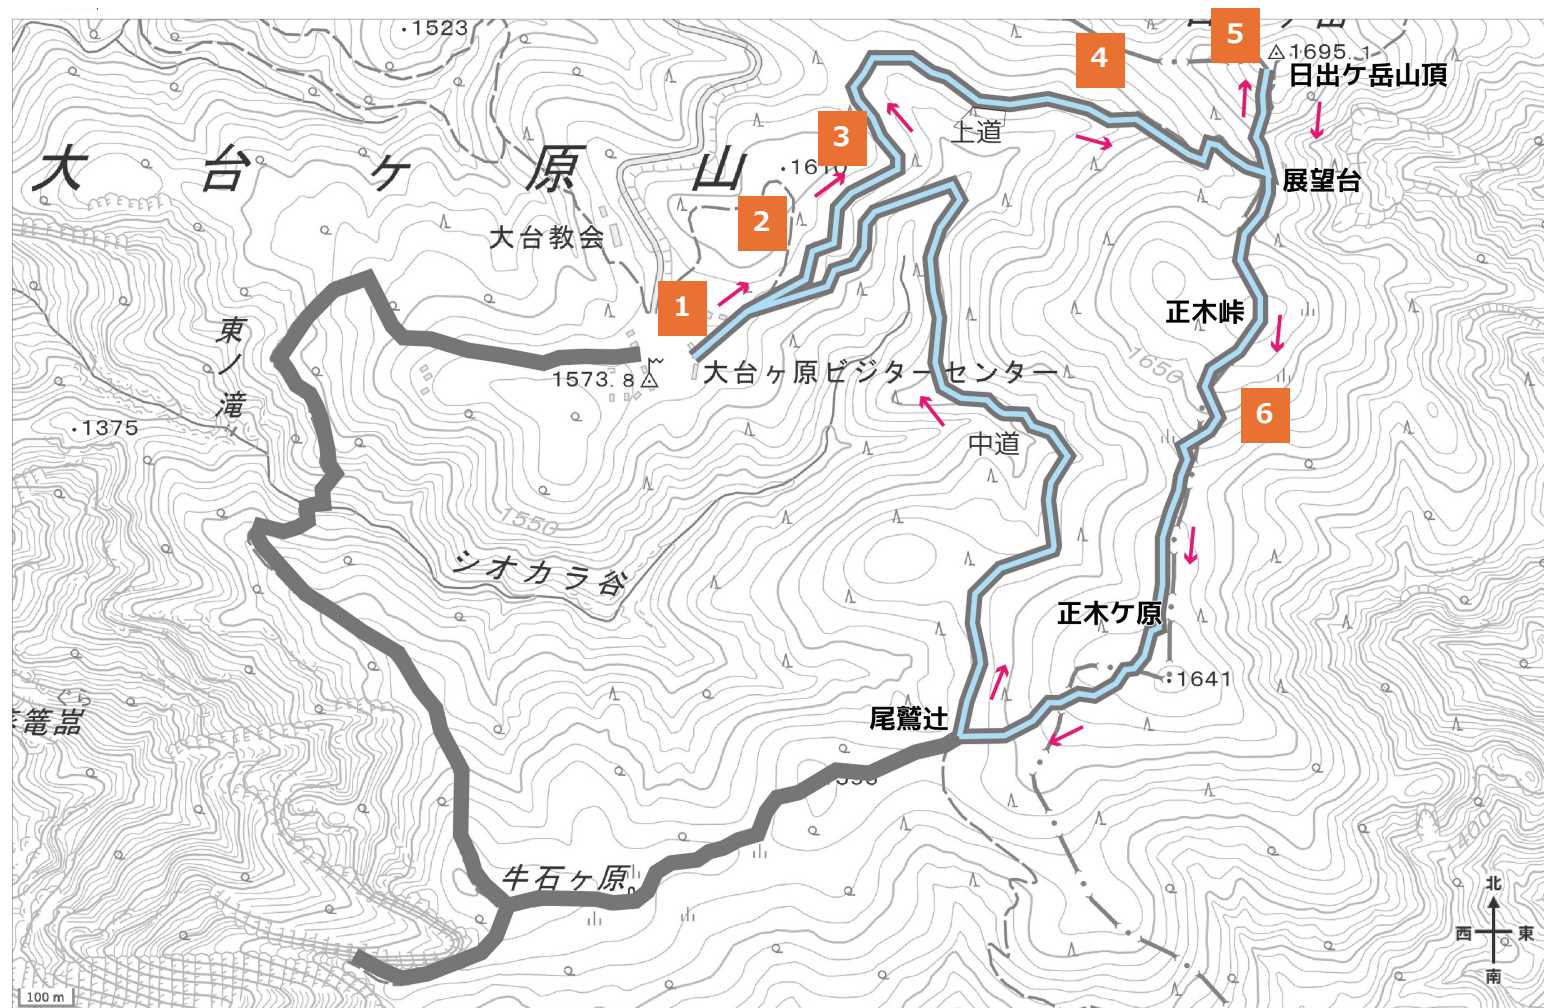 1523
5
4
1695.1
日出ケ岳山頂
3
上道
大台ヶ原山
展望台
2
大台教会
1
正木峠
東ノ滝
1573.8
大台ヶ原ビジターセンター
1650
6
1375
中道
1550
シオカラ谷
正木ケ原
1641
尾鷲辻
1400
牛石ヶ原
北
西
東
南
100 m